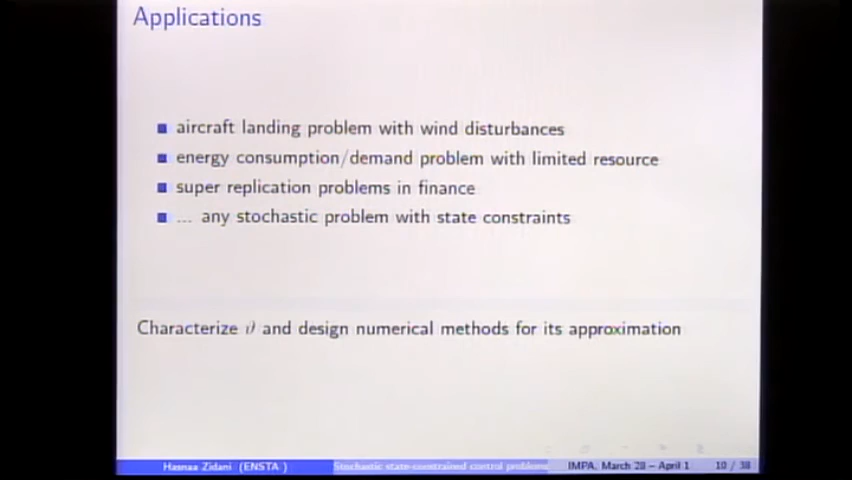 Applications
aircraft landing problem with wind disturbances
energy consumption/demand problem with limited resource
super replication problems in finance
... any stochastic problem with state constraints
Characterize ϑ and design numerical methods for its approximation
Hasnaa Zidani (ENSTA )
Stochastic state-constrained control problems
IMPA, March 28 – April 1
10 / 38